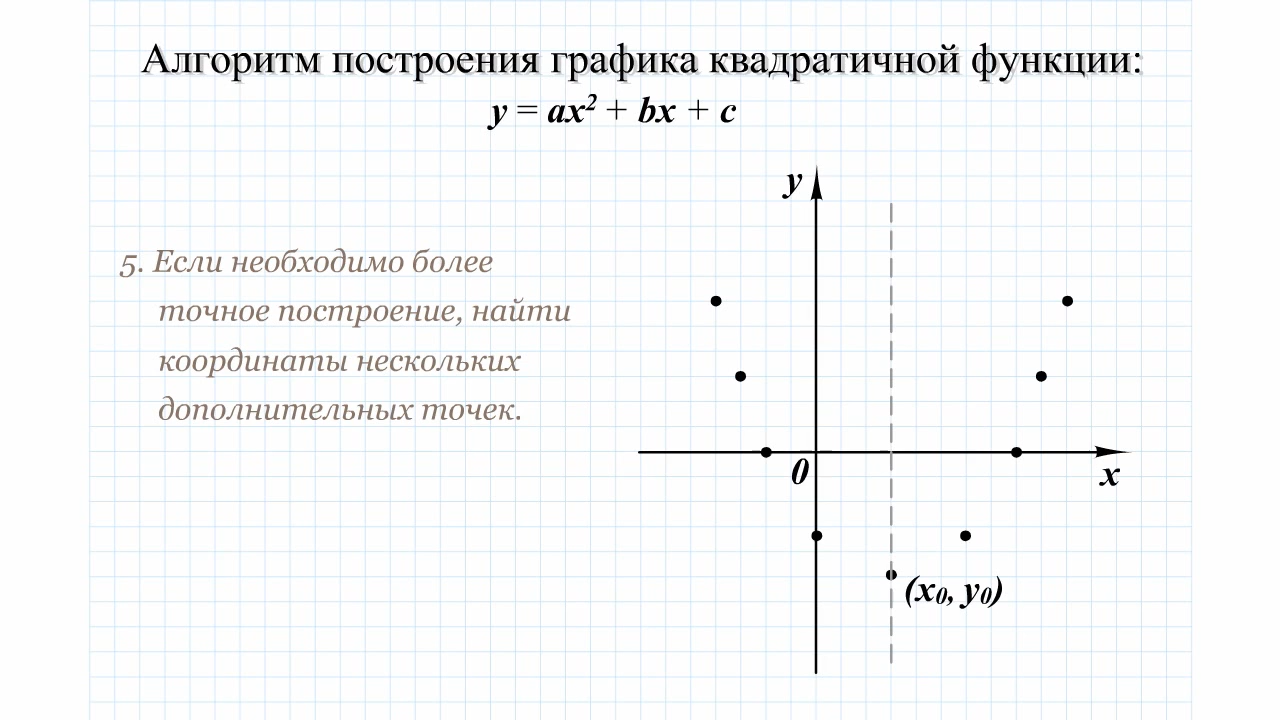 Алгоритм построения графика квадратичной функции:
y = ax² + bx + c
y
5. Если необходимо более
точное построение, найти
координаты нескольких
дополнительных точек.
0
x
(x₀, y₀)